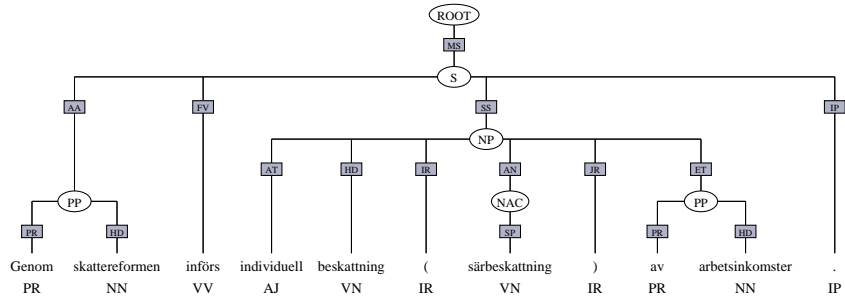 ROOT
MS
S
AA FV SS IP
NP
AT HD IR AN JR ET
PP NAC PP
PR HD SP PR HD
Genom skattereformen införs individuell beskattning ( särbeskattning ) av arbetsinkomster .
PR NN VV AJ VN IR VN IR PR NN IP